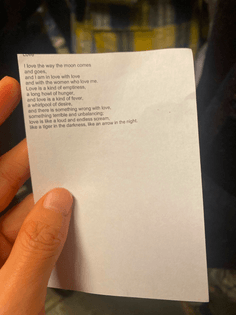 I love the way the moon comes
and goes,
and I am in love with love
and with the women who love me.
Love is a kind of emptiness,
a long howl of hunger,
and love is a kind of fever,
a whirlpool of desire,
and there is something wrong with love,
something terrible and unbalancing;
love is like a loud and endless scream,
like a tiger in the darkness, like an arrow in the night.